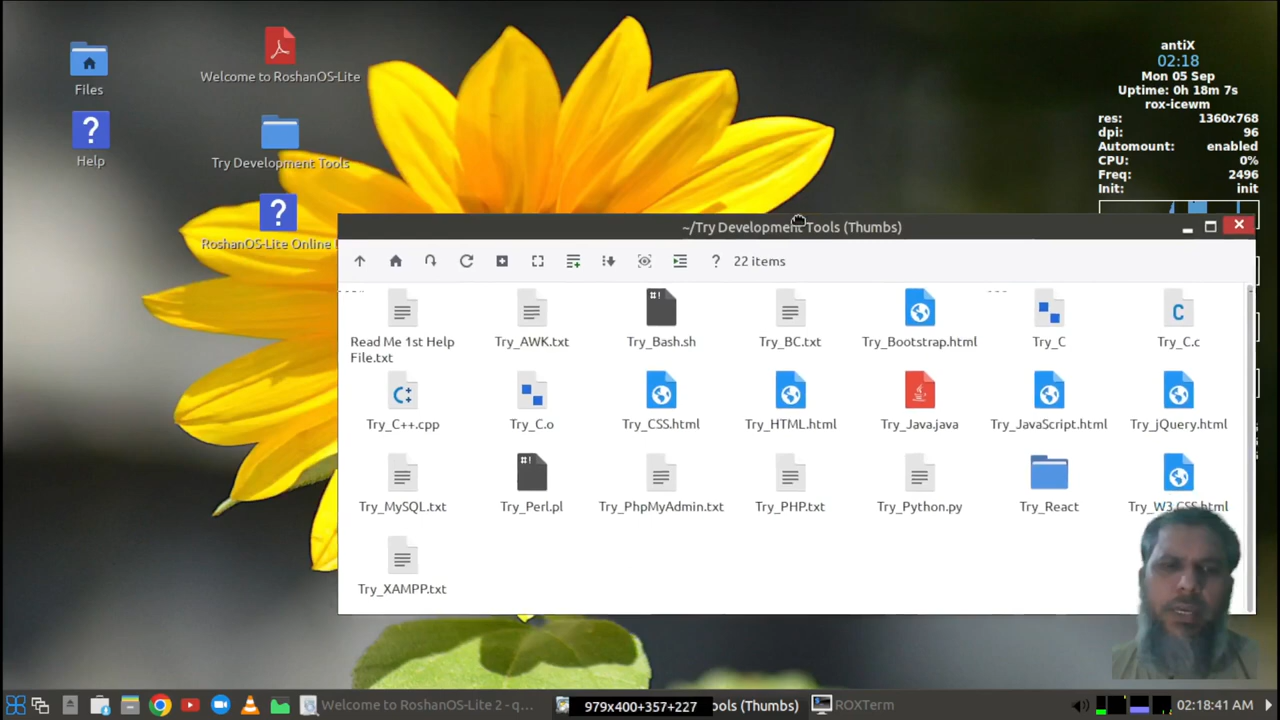 Files
Help
Welcome to RoshanOS-Lite
Try Development Tools
RoshanOS-Lite Online
antiX
02:18
Mon 05 Sep
Uptime: 0h 18m 7s
rox-icewm
res: 1360x768
dpi: 96
Automount: enabled
CPU: 0%
Freq: 2496
Init: init
~/Try Development Tools (Thumbs)
? 22 items
Read Me 1st Help
File.txt
Try_AWK.txt
#!
Try_Bash.sh
Try_BC.txt
Try_Bootstrap.html
Try_C
C
Try_C.c
Try_C++.cpp
Try_C.o
Try_CSS.html
Try_HTML.html
Try_Java.java
Try_JavaScript.html
Try_jQuery.html
Try_MySQL.txt
#!
Try_Perl.pl
Try_PhpMyAdmin.txt
Try_PHP.txt
Try_Python.py
Try_React
Try_W3.CSS.html
Try_XAMPP.txt
Welcome to RoshanOS-Lite 2 - q...
979x400+357+227
ools (Thumbs)
ROXTerm
02:18:41 AM